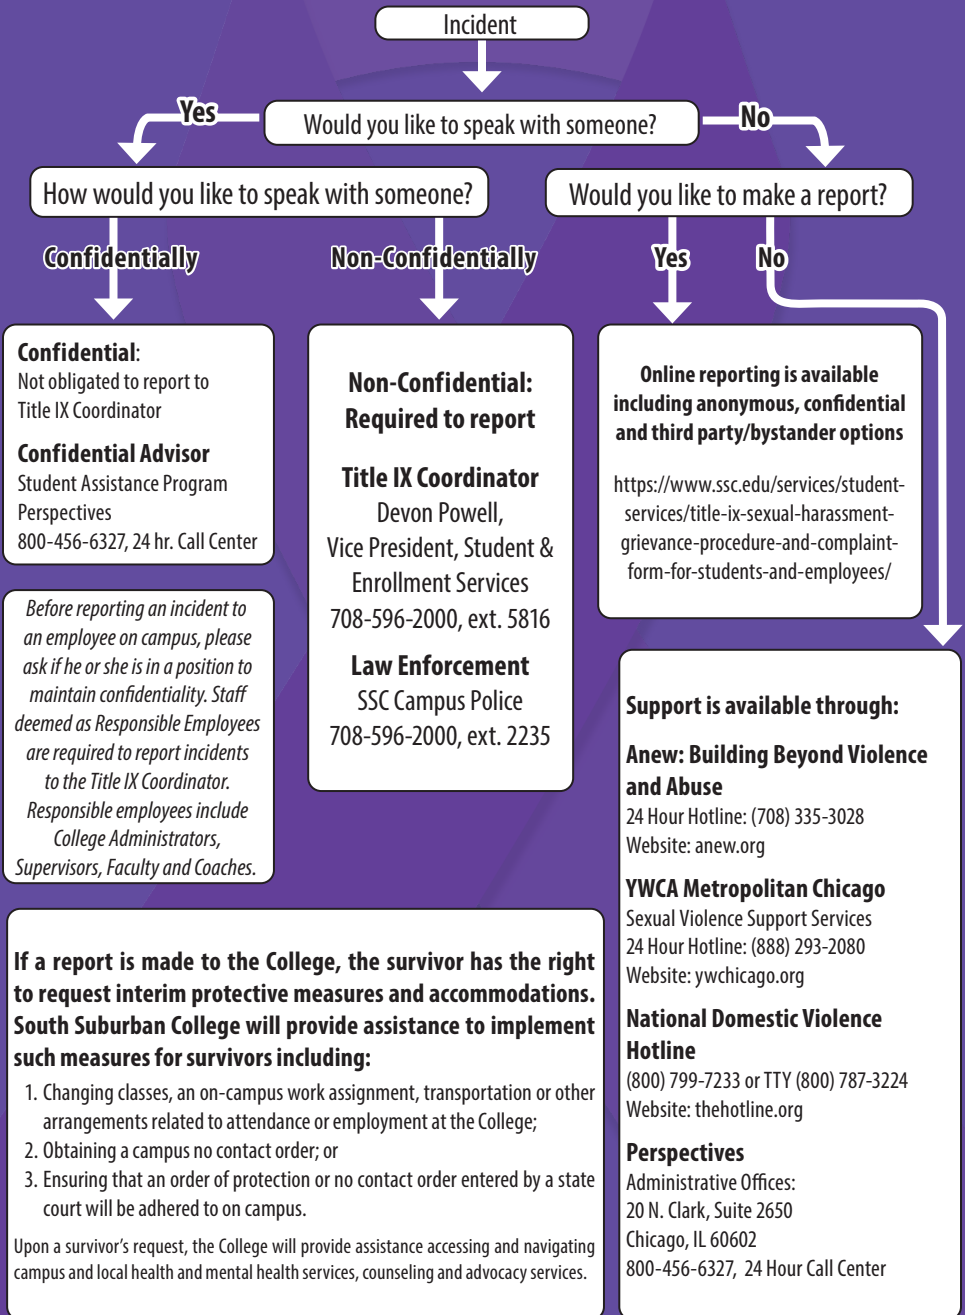 Incident
Would you like to speak with someone?
Yes
No
How would you like to speak with someone?
Would you like to make a report?
Confidentially
Non-Confidentially
Yes
No
Confidential:
Not obligated to report to
Title IX Coordinator
Confidential Advisor
Student Assistance Program
Perspectives
800-456-6327, 24 hr. Call Center
Before reporting an incident to
an employee on campus, please
ask if he or she is in a position to
maintain confidentiality. Staff
deemed as Responsible Employees
are required to report incidents
to the Title IX Coordinator.
Responsible employees include
College Administrators,
Supervisors, Faculty and Coaches.
Non-Confidential:
Required to report
Title IX Coordinator
Devon Powell,
Vice President, Student &
Enrollment Services
708-596-2000, ext. 5816
Law Enforcement
SSC Campus Police
708-596-2000, ext. 2235
Online reporting is available
including anonymous, confidential
and third party/bystander options
https://www.ssc.edu/services/student-
services/title-ix-sexual-harassment-
grievance-procedure-and-complaint-
form-for-students-and-employees/
Support is available through:
Anew: Building Beyond Violence
and Abuse
24 Hour Hotline: (708) 335-3028
Website: anew.org
YWCA Metropolitan Chicago
Sexual Violence Support Services
24 Hour Hotline: (888) 293-2080
Website: ywchicago.org
National Domestic Violence
Hotline
(800) 799-7233 or TTY (800) 787-3224
Website: thehotline.org
Perspectives
Administrative Offices:
20 N. Clark, Suite 2650
Chicago, IL 60602
800-456-6327, 24 Hour Call Center
If a report is made to the College, the survivor has the right
to request interim protective measures and accommodations.
South Suburban College will provide assistance to implement
such measures for survivors including:
1. Changing classes, an on-campus work assignment, transportation or other
arrangements related to attendance or employment at the College;
2. Obtaining a campus no contact order; or
3. Ensuring that an order of protection or no contact order entered by a state
court will be adhered to on campus.
Upon a survivor's request, the College will provide assistance accessing and navigating
campus and local health and mental health services, counseling and advocacy services.